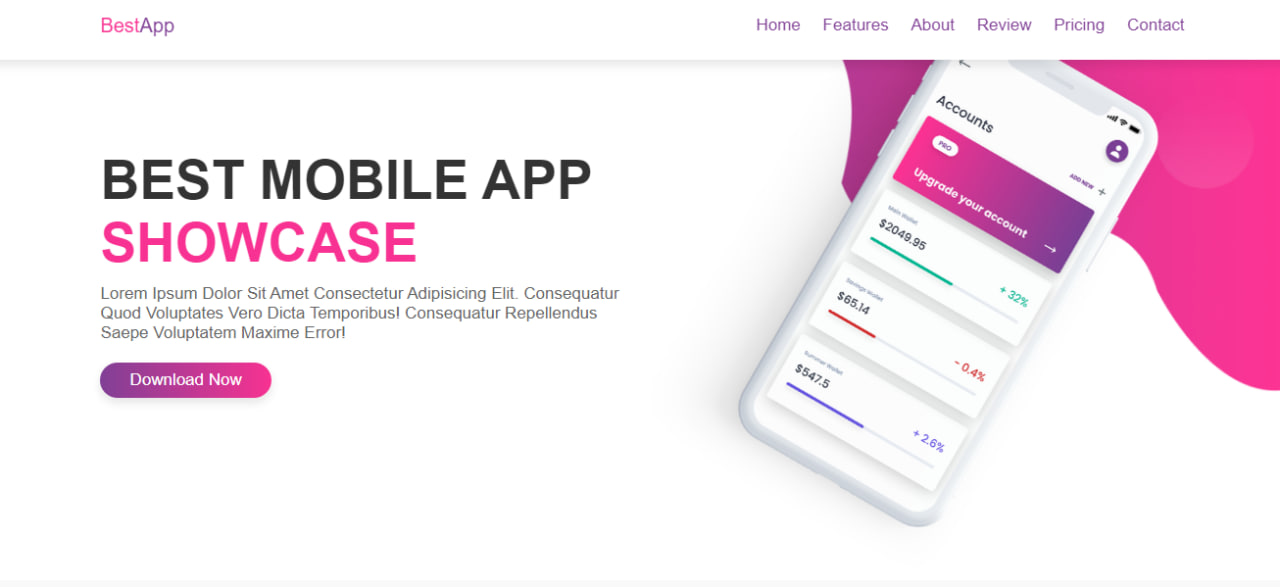 BestApp
Home Features About Review Pricing Contact
BEST MOBILE APP
SHOWCASE
Lorem Ipsum Dolor Sit Amet Consectetur Adipisicing Elit. Consequatur
Quod Voluptates Vero Dicta Temporibus! Consequatur Repellendus
Saepe Voluptatem Maxime Error!
Download Now
Accounts
ADD NEW +
PRO
Upgrade your account
Main Wallet
$2049.95
+ 32%
Savings Wallet
$65.14
- 0.4%
Summer Wallet
$547.5
+ 2.6%